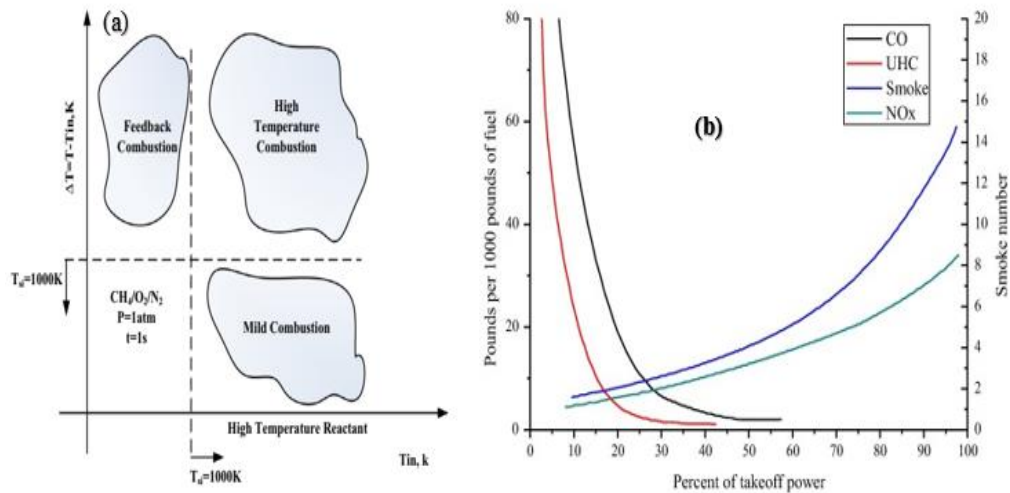 (a)
ΔT=T-Tin,K
Feedback
Combustion
High
Temperature
Combustion
Tsi=1000K
CH4/O2/N2
P=1atm
t=1s
Mild Combustion
High Temperature Reactant
Tin, k
Tsi=1000K
(b)
CO
UHC
Smoke
NOx
Pounds per 1000 pounds of fuel
80
60
40
20
0
Smoke number
20
18
16
14
12
10
8
6
4
2
0
0 10 20 30 40 50 60 70 80 90 100
Percent of takeoff power